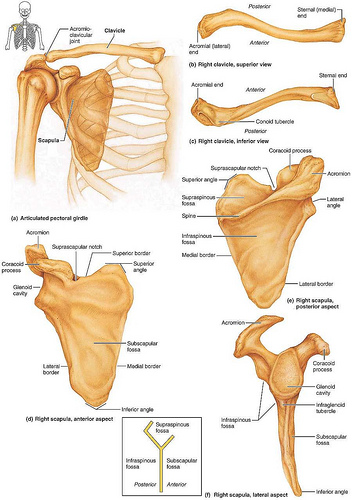 Acromio-
clavicular
joint
Clavicle
Scapula
(a) Articulated pectoral girdle
Posterior
Sternal (medial)
end
Acromial (lateral)
end
Anterior
(b) Right clavicle, superior view
Sternal end
Acromial end
Anterior
Conoid tubercle
Posterior
(c) Right clavicle, inferior view
Coracoid process
Suprascapular notch
Superior angle
Acromion
Supraspinous
fossa
Spine
Lateral
angle
Infraspinous
fossa
Medial border
Lateral border
(e) Right scapula,
posterior aspect
Acromion
Suprascapular notch
Superior border
Coracoid
process
Superior
angle
Glenoid
cavity
Subscapular
fossa
Lateral
border
Medial border
Inferior angle
(d) Right scapula, anterior aspect
Supraspinous
fossa
Infraspinous
fossa
Subscapular
fossa
Posterior
Anterior
Acromion
Coracoid
process
Glenoid
cavity
Infraglenoid
tubercle
Infraspinous
fossa
Subscapular
fossa
Inferior angle
(f) Right scapula, lateral aspect